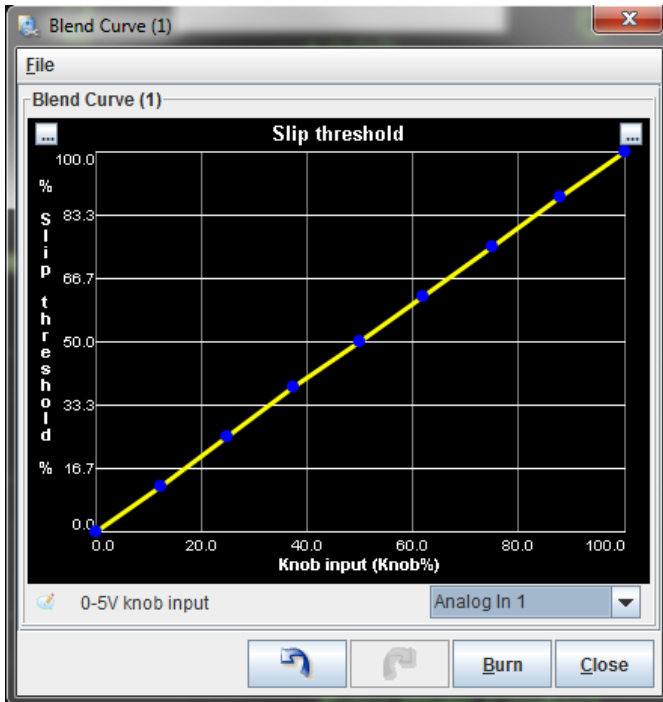 Blend Curve (1)
File
Blend Curve (1)
...
Slip threshold
...
% Slip threshold %
100.0
83.3
66.7
50.0
33.3
16.7
0.0
0.0 20.0 40.0 60.0 80.0 100.0
Knob input (Knob%)
0-5V knob input
Analog In 1
Burn
Close